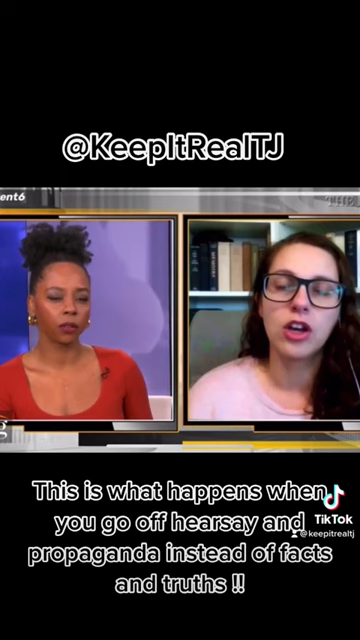 @KeepItRealTJ
This is what happens when
you go off hearsay and
propaganda instead of facts
and truths !!
TikTok
@keepitrealtj